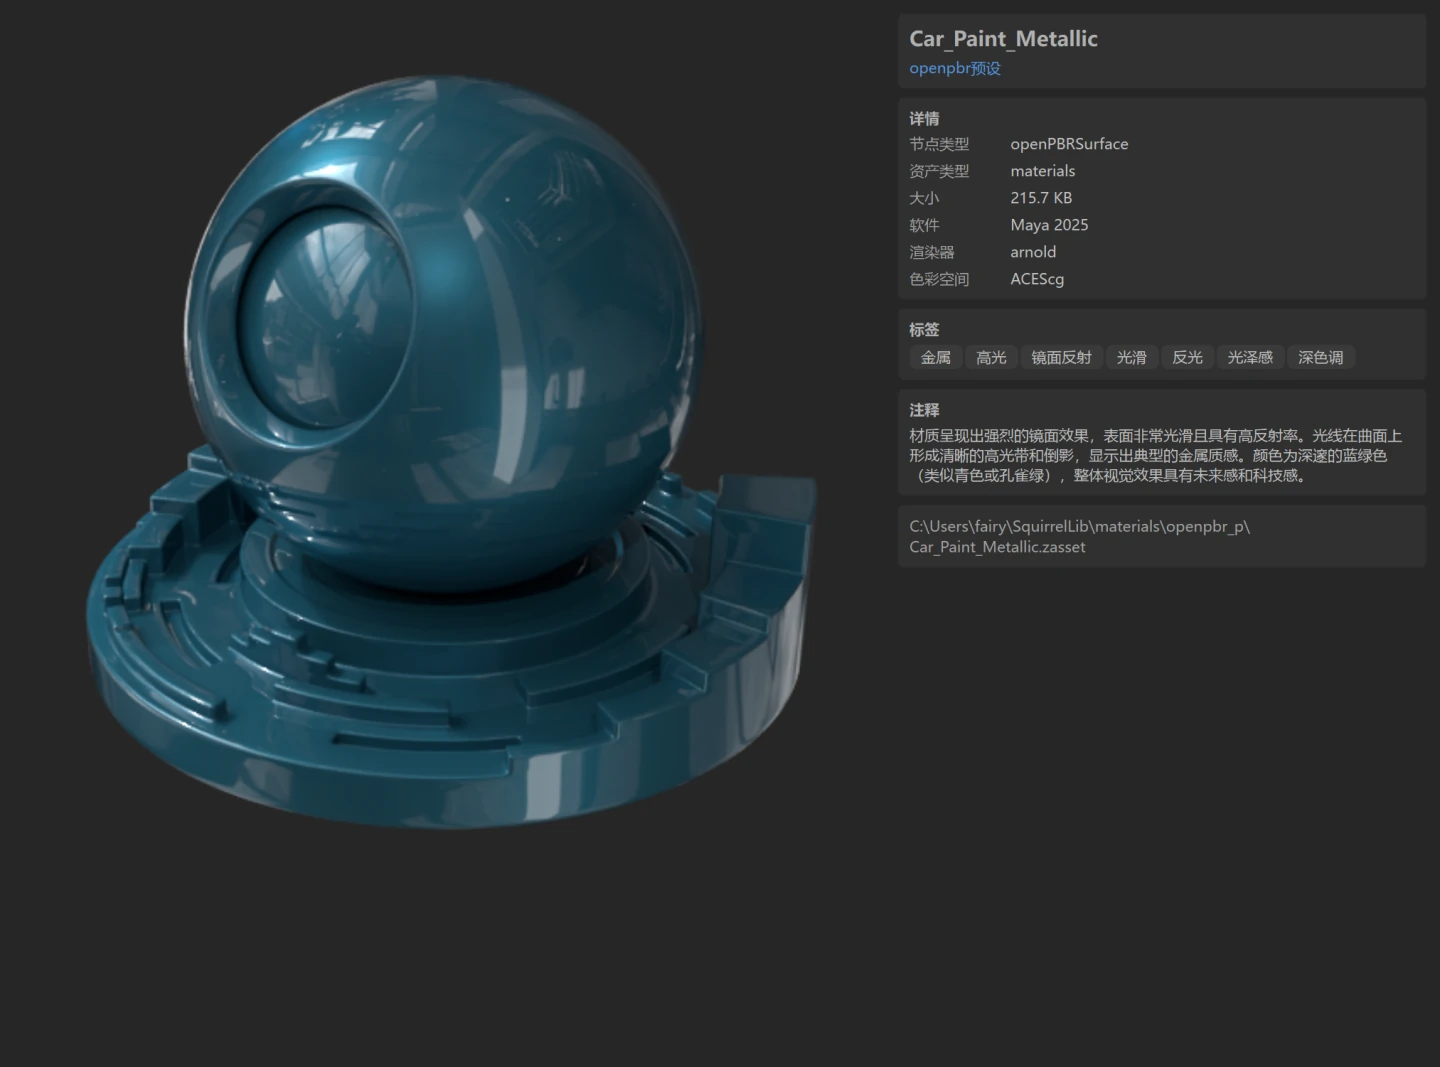 Car_Paint_Metallic
openpbr预设
详情
节点类型 openPBRSurface
资产类型 materials
大小 215.7 KB
软件 Maya 2025
渲染器 arnold
色彩空间 ACEScg
标签
金属 高光 镜面反射 光滑 反光 光泽感 深色调
注释
材质呈现出强烈的镜面效果，表面非常光滑且具有高反射率。光线在曲面上
形成清晰的高光带和倒影，显示出典型的金属质感。颜色为深邃的蓝绿色
（类似青色或孔雀绿），整体视觉效果具有未来感和科技感。
C:\Users\fairy\SquirrelLib\materials\openpbr_p\
Car_Paint_Metallic.zasset